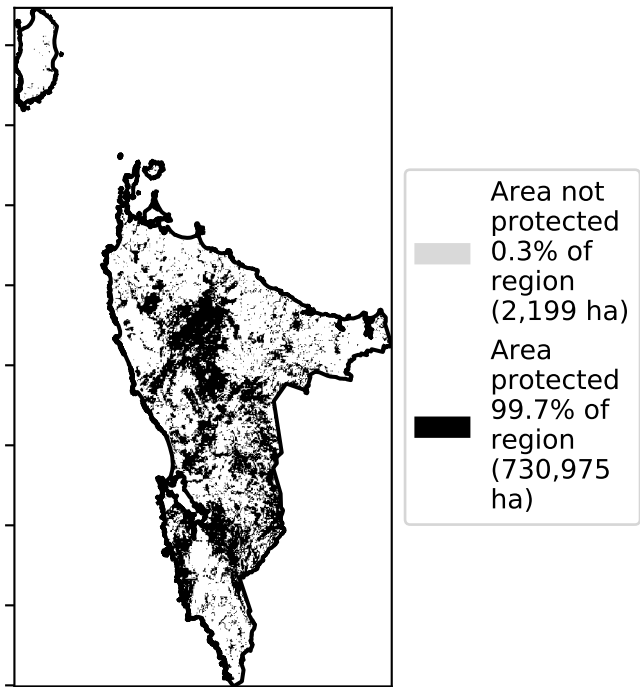 Area not
protected
0.3% of
region
(2,199 ha)
Area
protected
99.7% of
region
(730,975
ha)